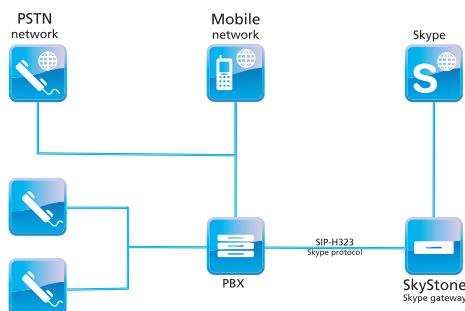 PSTN
network
Mobile
network
Skype
S
SIP-H323
Skype protocol
PBX
SkyStone
Skype gateway